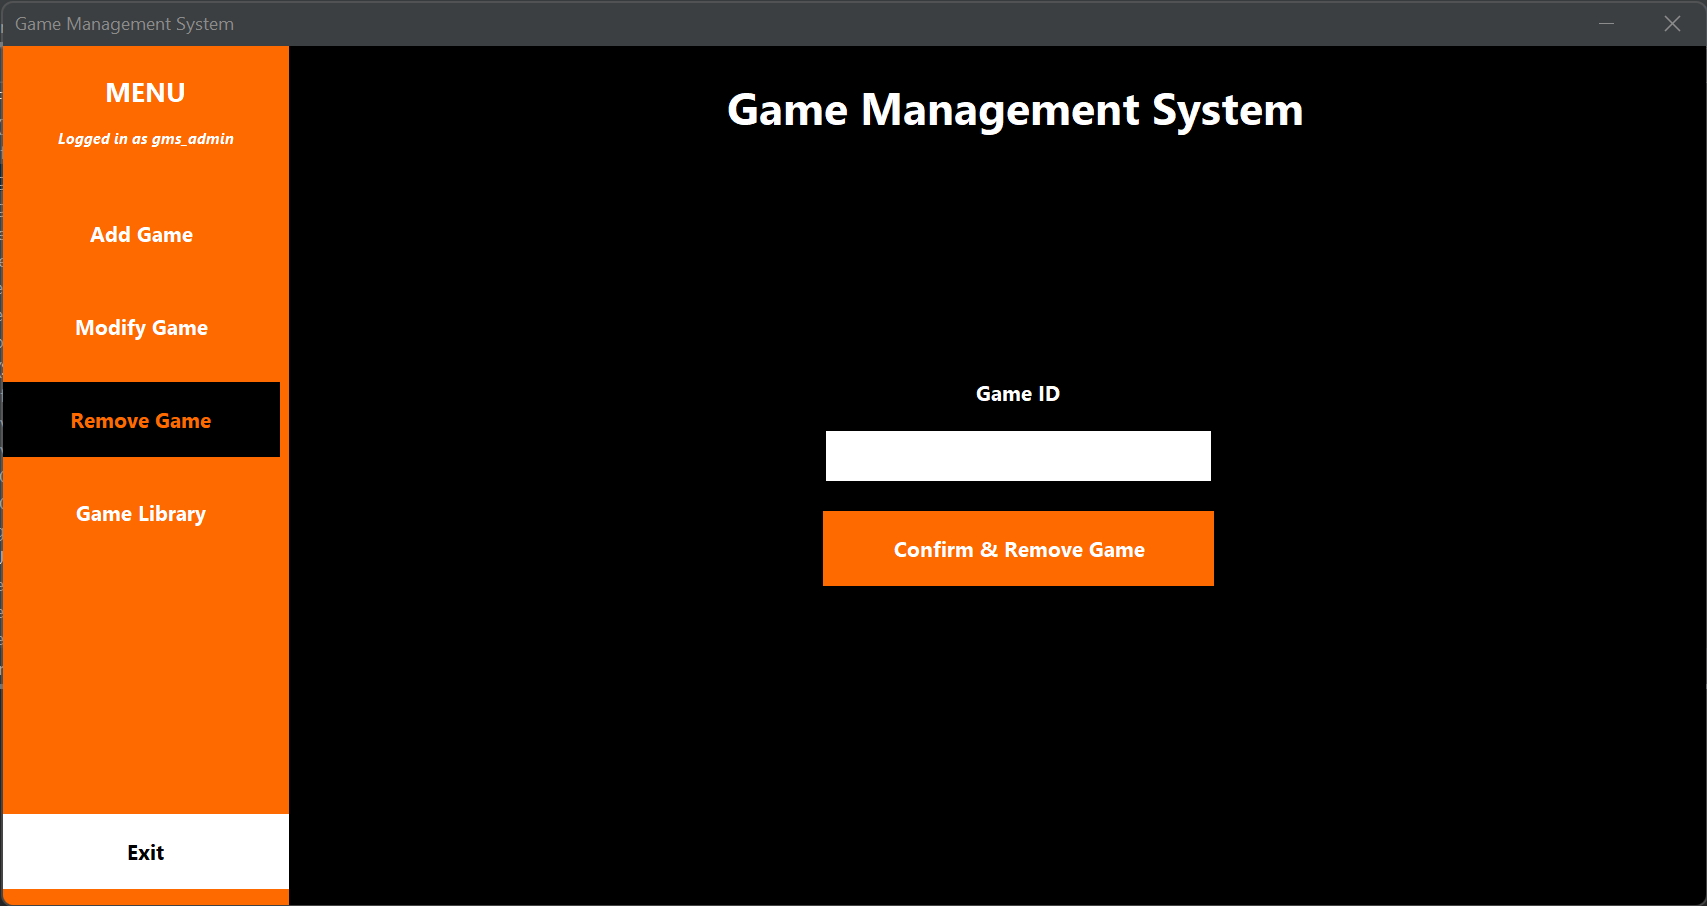 Game Management System
MENU
Logged in as gms_admin
Add Game
Modify Game
Remove Game
Game Library
Exit
Game Management System
Game ID
Confirm & Remove Game